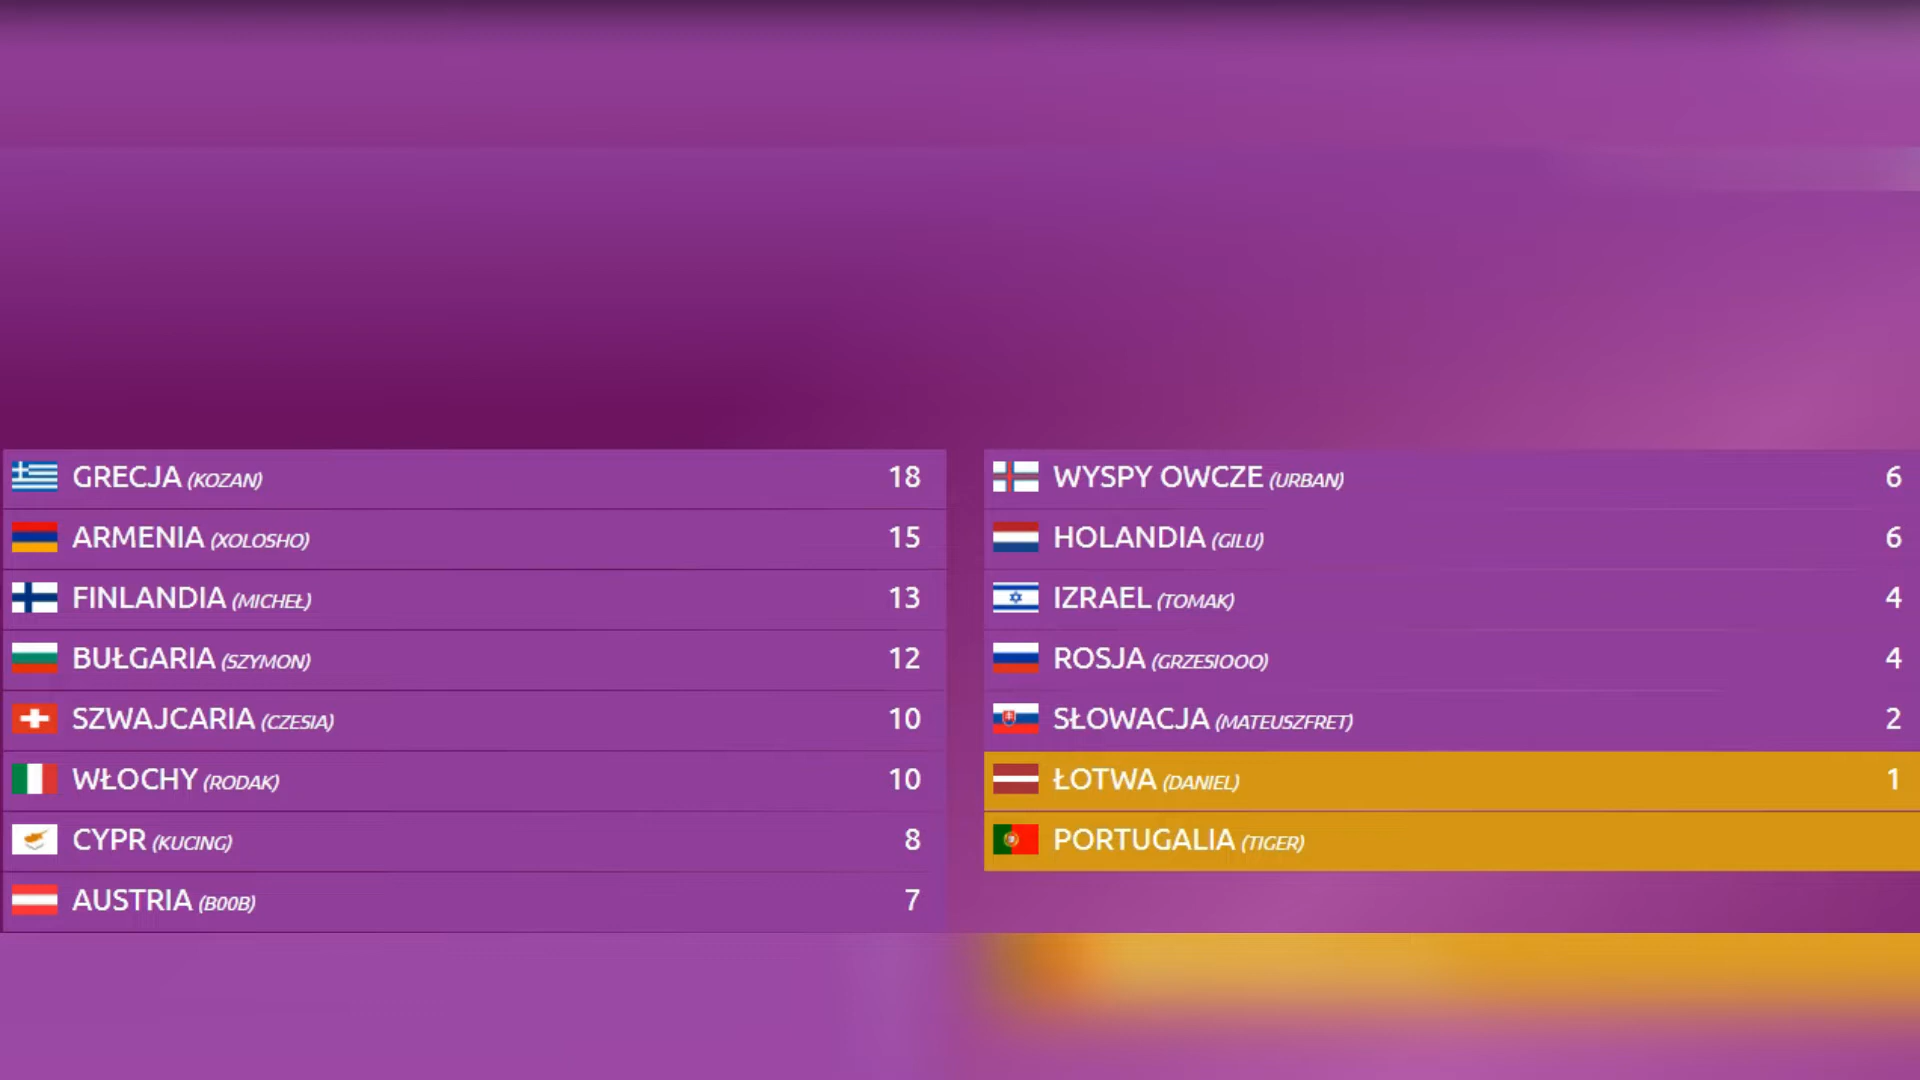 GRECJA (KOZAN) 18
ARMENIA (XOLOSHO) 15
FINLANDIA (MICHEŁ) 13
BUŁGARIA (SZYMON) 12
SZWAJCARIA (CZESIA) 10
WŁOCHY (RODAK) 10
CYPR (KUCING) 8
AUSTRIA (B00B) 7
WYSPY OWCZE (URBAN) 6
HOLANDIA (GILU) 6
IZRAEL (TOMAK) 4
ROSJA (GRZESIOOO) 4
SŁOWACJA (MATEUSZFRET) 2
ŁOTWA (DANIEL) 1
PORTUGALIA (TIGER)